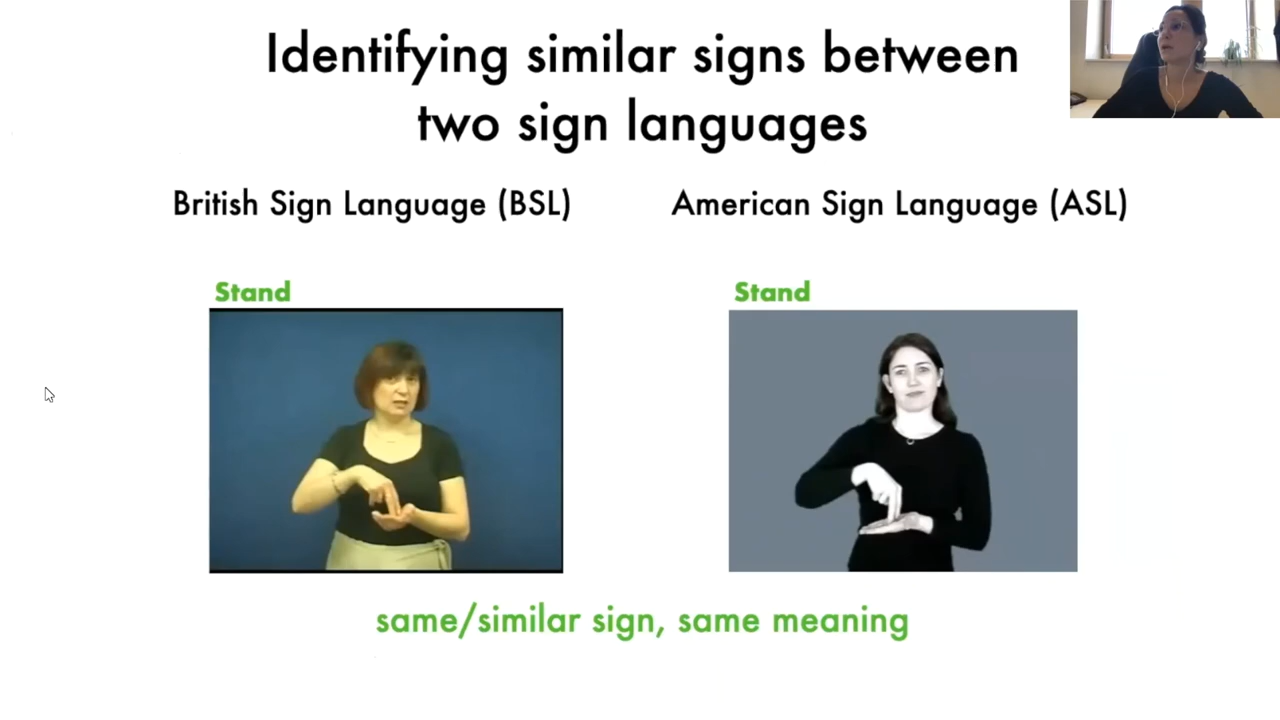 Identifying similar signs between
two sign languages
British Sign Language (BSL)
American Sign Language (ASL)
Stand
Stand
same/similar sign, same meaning